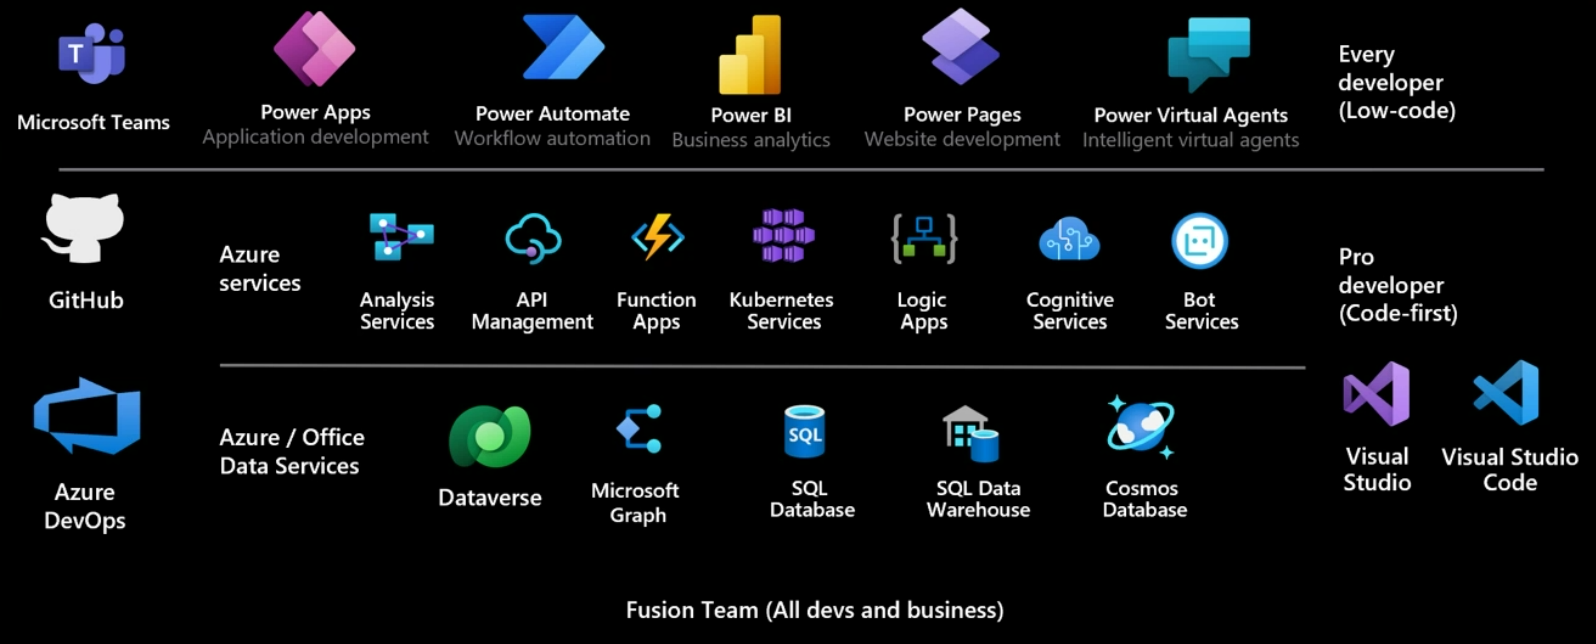 T
Microsoft Teams
Power Apps
Application development
Power Automate
Workflow automation
Power BI
Business analytics
Power Pages
Website development
Power Virtual Agents
Intelligent virtual agents
Every
developer
(Low-code)
GitHub
Azure
services
Analysis
Services
API
Management
Function
Apps
Kubernetes
Services
Logic
Apps
Cognitive
Services
Bot
Services
Pro
developer
(Code-first)
Azure
DevOps
Azure / Office
Data Services
Dataverse
Microsoft
Graph
SQL
SQL
Database
SQL Data
Warehouse
Cosmos
Database
Visual
Studio
Visual Studio
Code
Fusion Team (All devs and business)